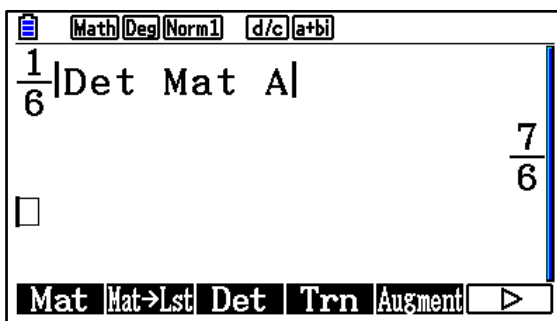 Math Deg Norm1 d/c a+bi
1/6|Det Mat A|
7/6
Mat Mat→Lst Det Trn Augment ▷